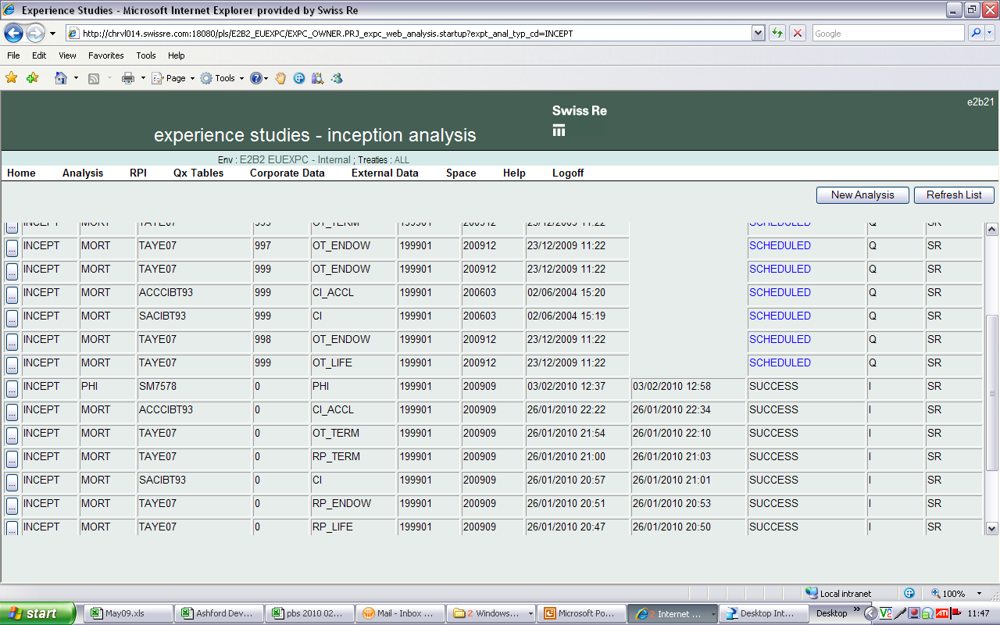 Experience Studies - Microsoft Internet Explorer provided by Swiss Re
http://chrvl014.swissre.com:18080/pls/E2B2_EUEXPC/EXPC_OWNER.PRJ_expc_web_analysis.startup?expt_anal_typ_cd=INCEPT Google
File Edit View Favorites Tools Help
Page Tools
e2b21
Swiss Re
experience studies - inception analysis
Env : E2B2 EUEXPC - Internal ; Treaties : ALL
Home Analysis RPI Qx Tables Corporate Data External Data Space Help Logoff
New Analysis Refresh List
... INCEPT MORT TAYE07 999 OT_TERM 199901 200912 23/12/2009 11:22 SCHEDULED Q SR
... INCEPT MORT TAYE07 997 OT_ENDOW 199901 200912 23/12/2009 11:22 SCHEDULED Q SR
... INCEPT MORT TAYE07 999 OT_ENDOW 199901 200912 23/12/2009 11:22 SCHEDULED Q SR
... INCEPT MORT ACCCIBT93 999 CI_ACCL 199901 200603 02/06/2004 15:20 SCHEDULED Q SR
... INCEPT MORT SACIBT93 999 CI 199901 200603 02/06/2004 15:19 SCHEDULED Q SR
... INCEPT MORT TAYE07 998 OT_ENDOW 199901 200912 23/12/2009 11:22 SCHEDULED Q SR
... INCEPT MORT TAYE07 999 OT_LIFE 199901 200912 23/12/2009 11:22 SCHEDULED Q SR
... INCEPT PHI SM7578 0 PHI 199901 200909 03/02/2010 12:37 03/02/2010 12:58 SUCCESS I SR
... INCEPT MORT ACCCIBT93 0 CI_ACCL 199901 200909 26/01/2010 22:22 26/01/2010 22:34 SUCCESS I SR
... INCEPT MORT TAYE07 0 OT_TERM 199901 200909 26/01/2010 21:54 26/01/2010 22:10 SUCCESS I SR
... INCEPT MORT TAYE07 0 RP_TERM 199901 200909 26/01/2010 21:00 26/01/2010 21:03 SUCCESS I SR
... INCEPT MORT SACIBT93 0 CI 199901 200909 26/01/2010 20:57 26/01/2010 21:01 SUCCESS I SR
... INCEPT MORT TAYE07 0 RP_ENDOW 199901 200909 26/01/2010 20:51 26/01/2010 20:53 SUCCESS I SR
... INCEPT MORT TAYE07 0 RP_LIFE 199901 200909 26/01/2010 20:47 26/01/2010 20:50 SUCCESS I SR
Local intranet 100%
start May09.xls Ashford Dev... pbs 2010 02... Mail - Inbox ... 2 Windows... Microsoft Po... 2 Internet ... Desktop Int... Desktop » 11:47